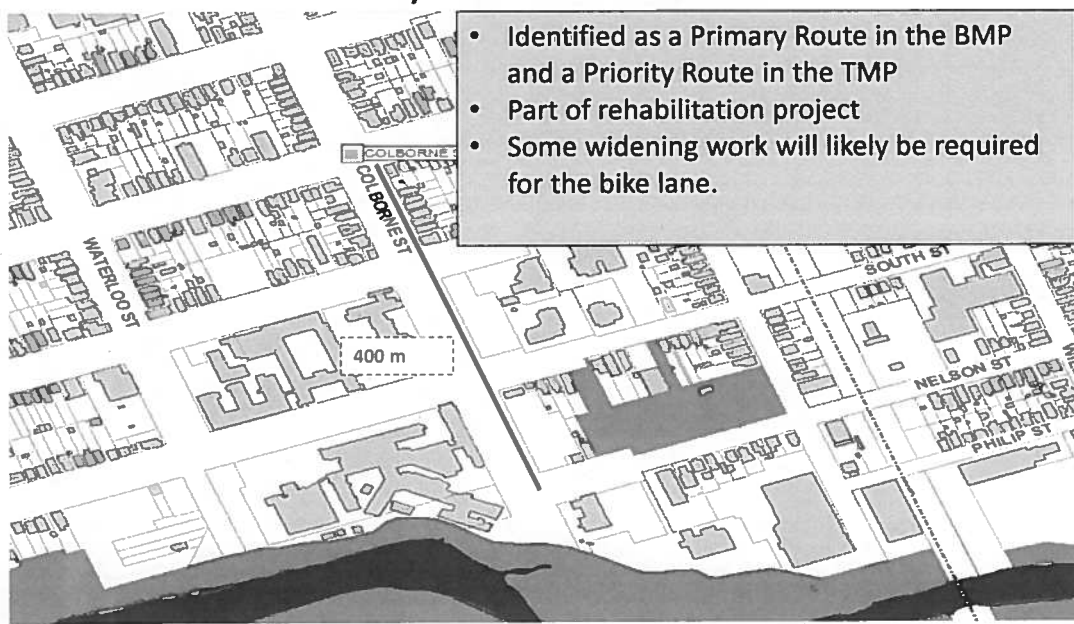 • Identified as a Primary Route in the BMP
and a Priority Route in the TMP
• Part of rehabilitation project
• Some widening work will likely be required
for the bike lane.
COLBORNE S
COLBORNE ST
WATERLOO ST
SOUTH ST
400 m
NELSON ST
PHILIP ST